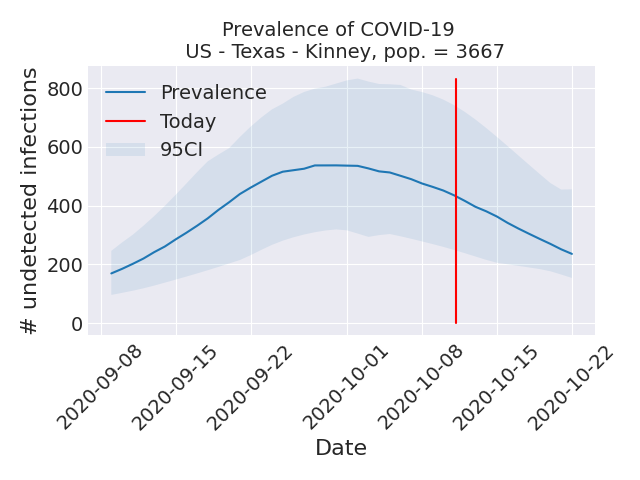 Prevalence of COVID-19
US - Texas - Kinney, pop. = 3667
# undetected infections
800
600
400
200
0
Prevalence
Today
95CI
2020-09-08
2020-09-15
2020-09-22
2020-10-01
2020-10-08
2020-10-15
2020-10-22
Date